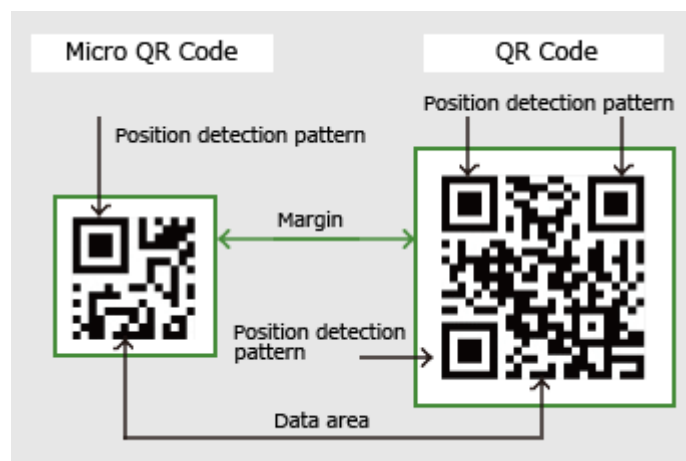 Micro QR Code
QR Code
Position detection pattern
Position detection pattern
Margin
Position detection
pattern
Data area